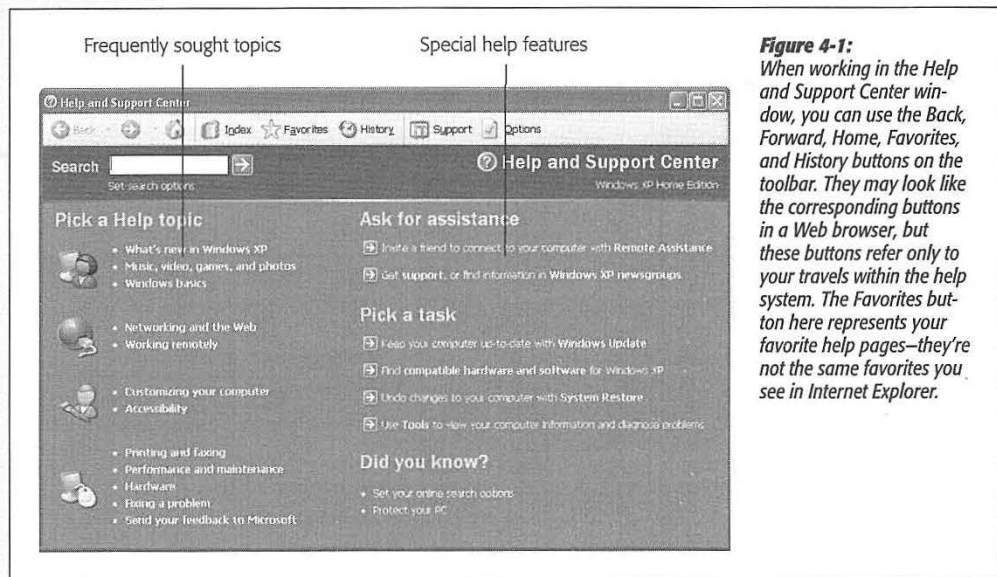 Frequently sought topics
Special help features
Help and Support Center
Back
Index
Favorites
History
Support
Options
Search
Set search options
Help and Support Center
Windows XP Home Edition
Pick a Help topic
• What's new in Windows XP
• Music, video, games, and photos
• Windows basics
• Networking and the Web
• Working remotely
• Customizing your computer
• Accessibility
• Printing and faxing
• Performance and maintenance
• Hardware
• Fixing a problem
• Send your feedback to Microsoft
Ask for assistance
Invite a friend to connect to your computer with Remote Assistance
Get support, or find information in Windows XP newsgroups
Pick a task
Keep your computer up-to-date with Windows Update
Find compatible hardware and software for Windows XP
Undo changes to your computer with System Restore
Use Tools to view your computer information and diagnose problems
Did you know?
• Set your online search options
• Protect your PC
Figure 4-1:
When working in the Help
and Support Center win-
dow, you can use the Back,
Forward, Home, Favorites,
and History buttons on the
toolbar. They may look like
the corresponding buttons
in a Web browser, but
these buttons refer only to
your travels within the help
system. The Favorites but-
ton here represents your
favorite help pages—they're
not the same favorites you
see in Internet Explorer.